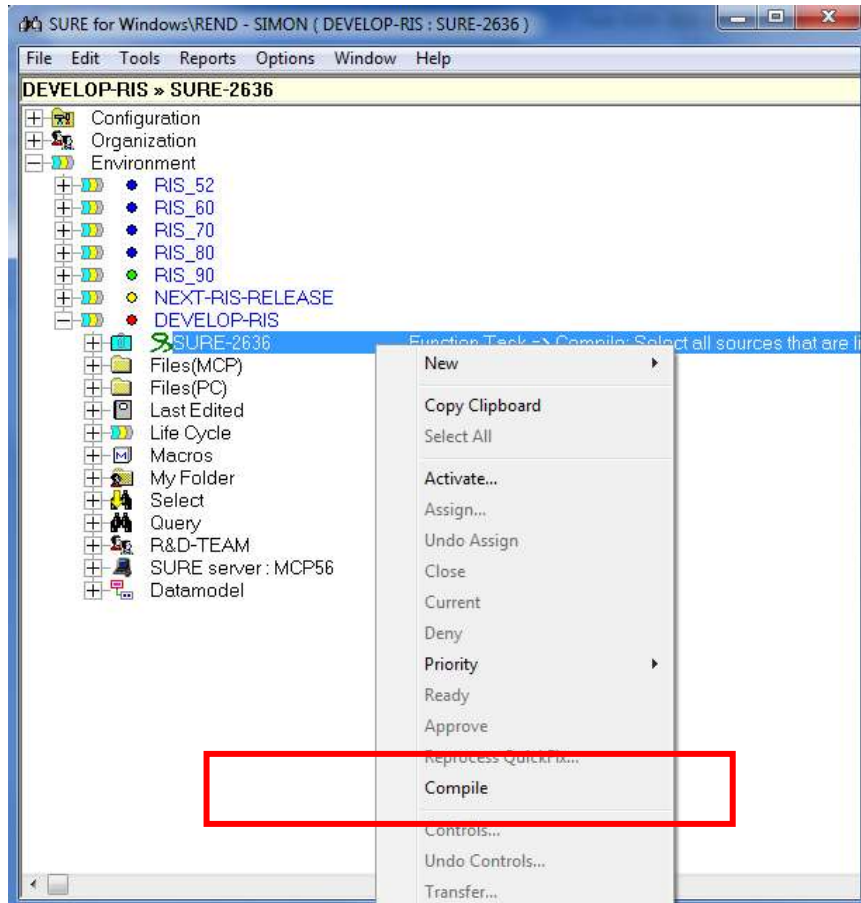 SURE for Windows\REND - SIMON ( DEVELOP-RIS : SURE-2636 )
File Edit Tools Reports Options Window Help
DEVELOP-RIS » SURE-2636
Configuration
Organization
Environment
RIS_52
RIS_60
RIS_70
RIS_80
RIS_90
NEXT-RIS-RELEASE
DEVELOP-RIS
SURE-2636 Function Task => Compile: Select all sources that are li
Files(MCP)
Files(PC)
Last Edited
Life Cycle
Macros
My Folder
Select
Query
R&D-TEAM
SURE server : MCP56
Datamodel
New
Copy Clipboard
Select All
Activate...
Assign...
Undo Assign
Close
Current
Deny
Priority
Ready
Approve
Reprocess QuickFix...
Compile
Controls...
Undo Controls...
Transfer...